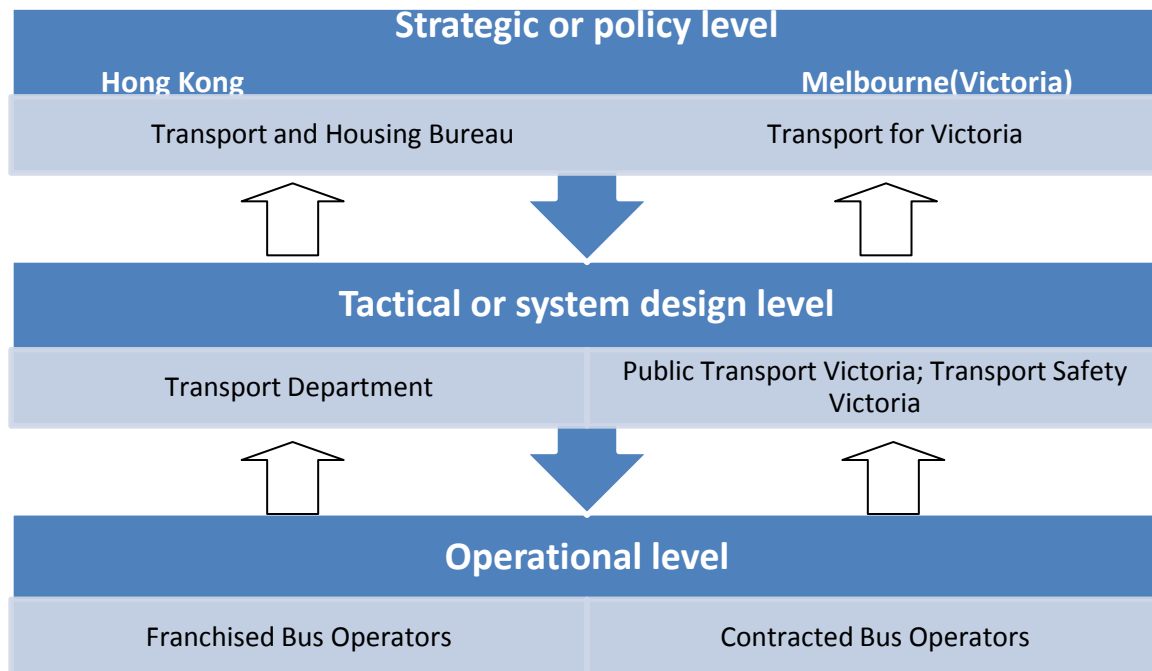 Strategic or policy level
Hong Kong Melbourne(Victoria)
Transport and Housing Bureau Transport for Victoria
Tactical or system design level
Transport Department Public Transport Victoria; Transport Safety
Victoria
Operational level
Franchised Bus Operators Contracted Bus Operators